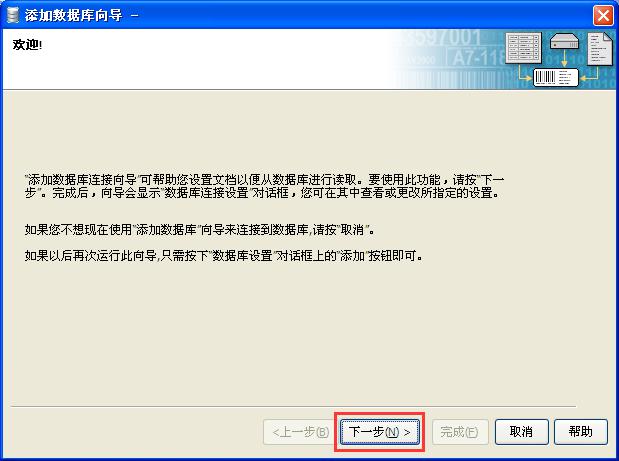 添加数据库向导 -
欢迎!
3597001
A7-118
"添加数据库连接向导"可帮助您设置文档以便从数据库进行读取。要使用此功能，请按"下一
步"。完成后，向导会显示"数据库连接设置"对话框，您可在其中查看或更改所指定的设置。
如果您不想现在使用"添加数据库"向导来连接到数据库,请按"取消"。
如果以后再次运行此向导,只需按下"数据库设置"对话框上的"添加"按钮即可。
<上一步(B) 下一步(N) > 完成(F) 取消 帮助